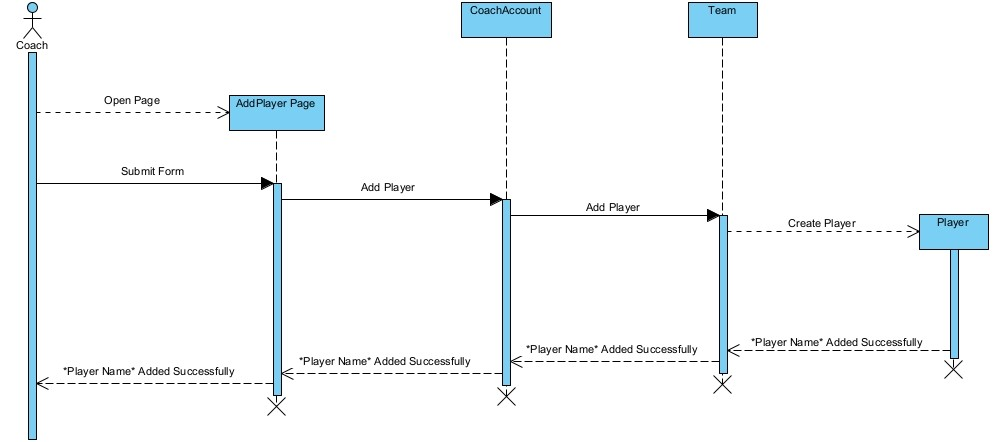 CoachAccount
Team
Coach
Open Page
AddPlayer Page
Submit Form
Add Player
Add Player
Create Player
Player
*Player Name* Added Successfully
*Player Name* Added Successfully
*Player Name* Added Successfully
*Player Name* Added Successfully